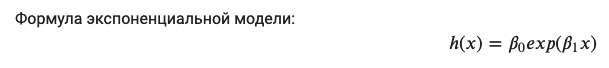 Формула экспоненциальной модели:
h(x) = β₀exp(β₁x)